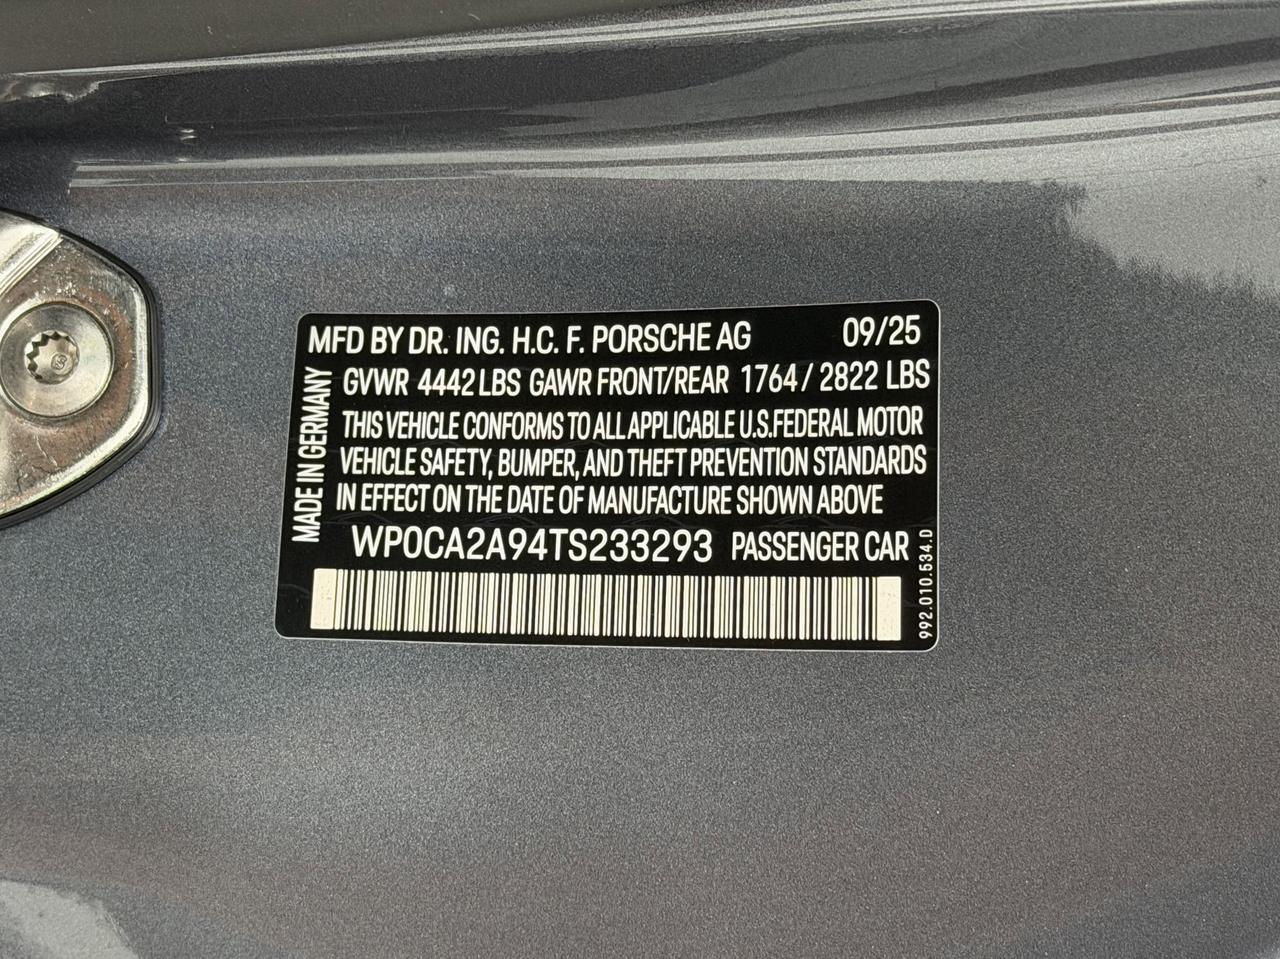 MFD BY DR. ING. H.C. F. PORSCHE AG 09/25
GVWR 4442 LBS GAWR FRONT/REAR 1764 / 2822 LBS
THIS VEHICLE CONFORMS TO ALL APPLICABLE U.S. FEDERAL MOTOR
VEHICLE SAFETY, BUMPER, AND THEFT PREVENTION STANDARDS
IN EFFECT ON THE DATE OF MANUFACTURE SHOWN ABOVE
MADE IN GERMANY
WP0CA2A94TS233293 PASSENGER CAR
992.010.534.D